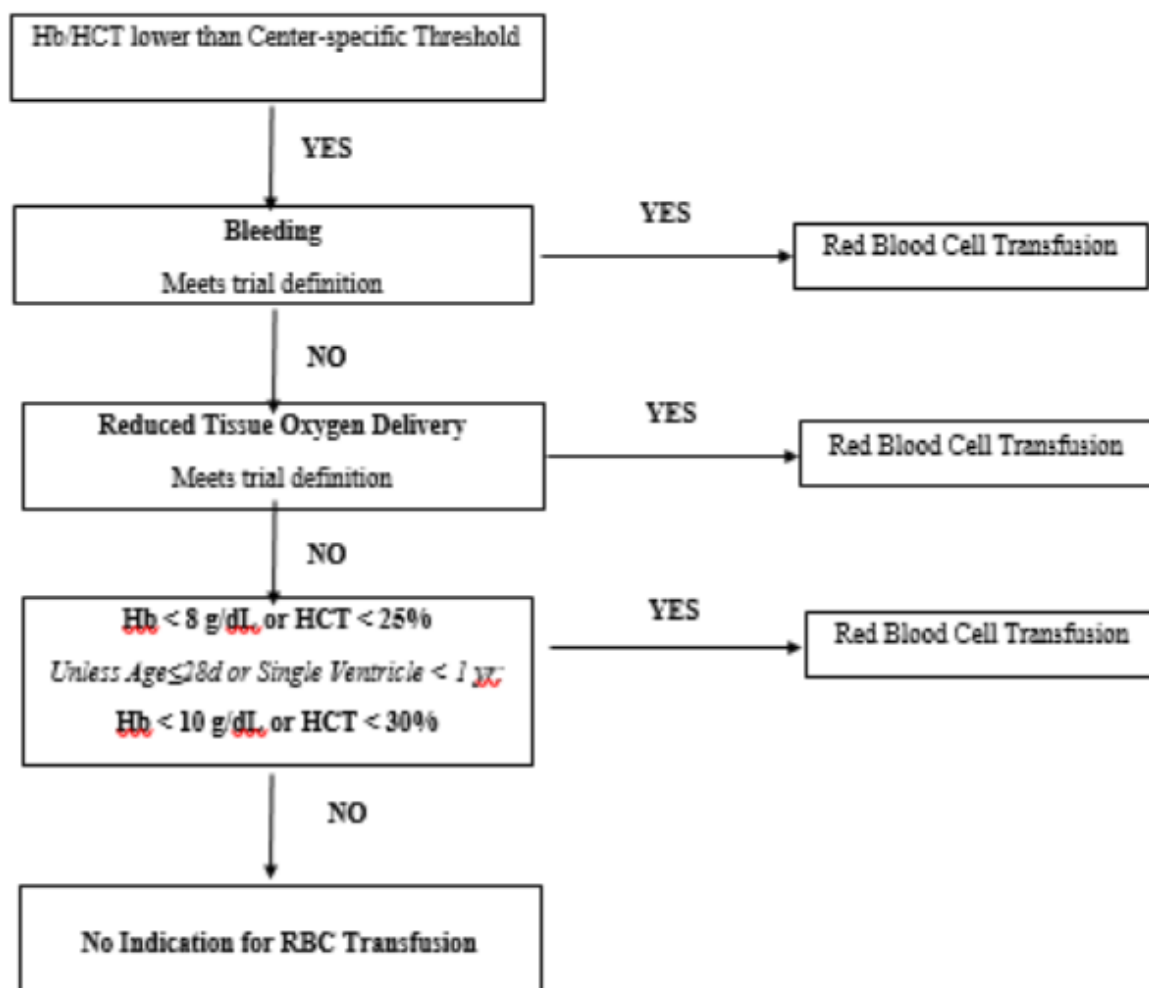 Hb/HCT lower than Center-specific Threshold
YES
Bleeding
Meets trial definition
YES
Red Blood Cell Transfusion
NO
Reduced Tissue Oxygen Delivery
Meets trial definition
YES
Red Blood Cell Transfusion
NO
Hb < 8 g/dL or HCT < 25%
Unless Age≤28d or Single Ventricle < 1 yr:
Hb < 10 g/dL or HCT < 30%
YES
Red Blood Cell Transfusion
NO
No Indication for RBC Transfusion